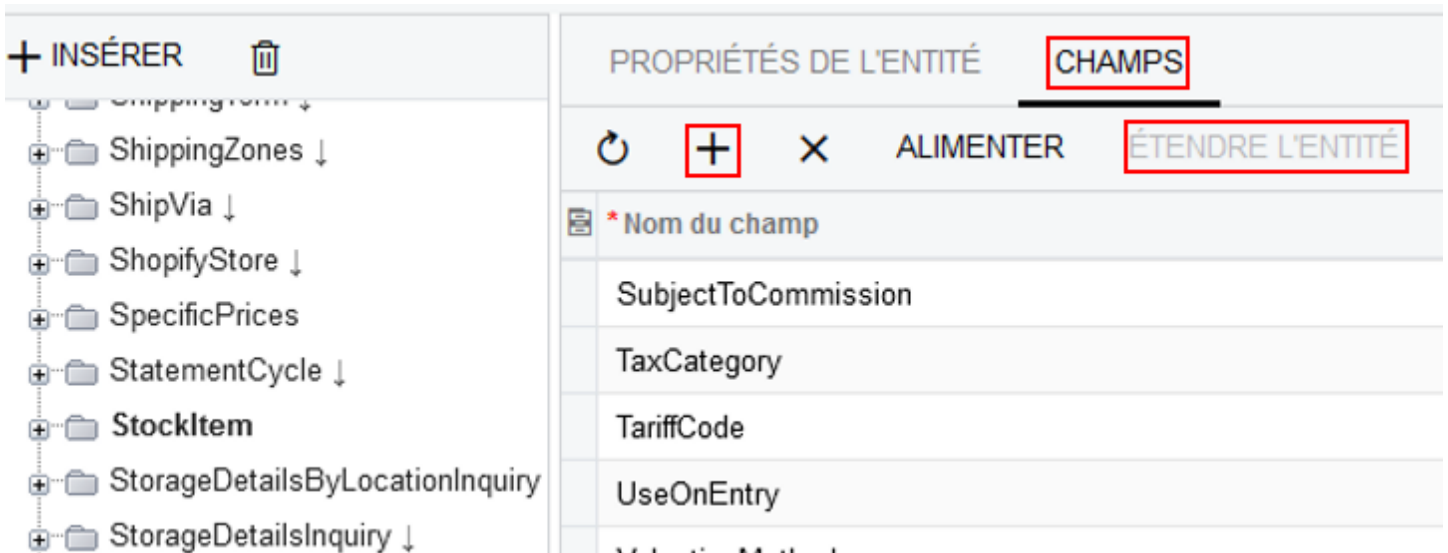 + INSÉRER
ShippingTerm ↓
ShippingZones ↓
ShipVia ↓
ShopifyStore ↓
SpecificPrices
StatementCycle ↓
StockItem
StorageDetailsByLocationInquiry
StorageDetailsInquiry ↓
PROPRIÉTÉS DE L'ENTITÉ CHAMPS
ALIMENTER ÉTENDRE L'ENTITÉ
* Nom du champ
SubjectToCommission
TaxCategory
TariffCode
UseOnEntry